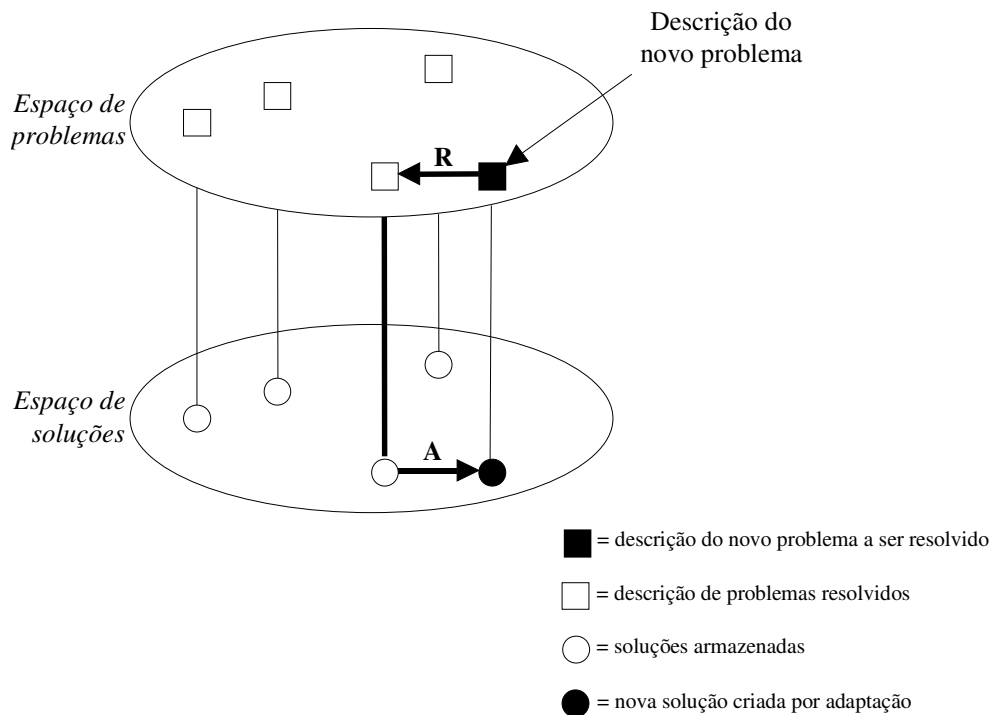 Descrição do
novo problema
Espaço de
problemas
R
Espaço de
soluções
A
= descrição do novo problema a ser resolvido
= descrição de problemas resolvidos
= soluções armazenadas
= nova solução criada por adaptação